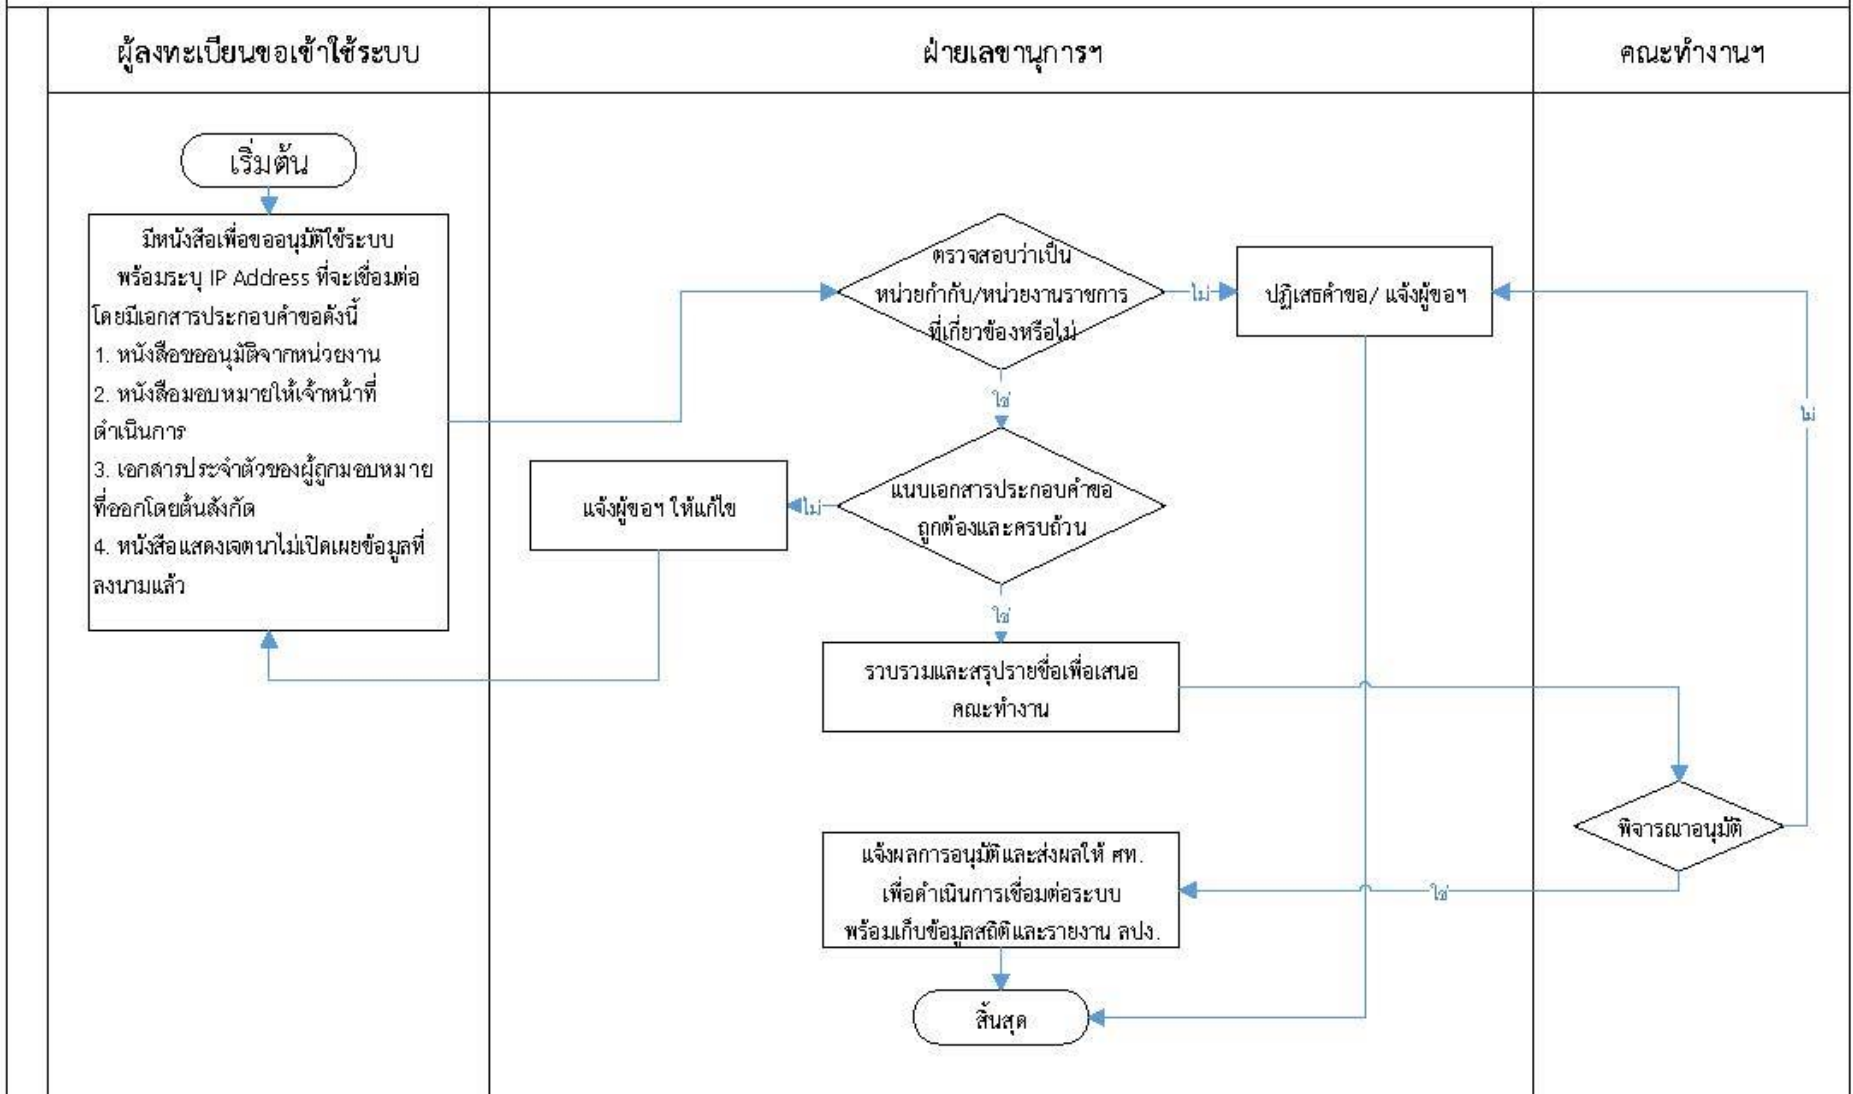 ผู้ลงทะเบียนขอเข้าใช้ระบบ
ฝ่ายเลขานุการฯ
คณะทำงานฯ
เริ่มต้น
มีหนังสือเพื่อขออนุมัติใช้ระบบ
พร้อมระบุ IP Address ที่จะเชื่อมต่อ
โดยมีเอกสารประกอบคำขอดังนี้
1. หนังสือขออนุมัติจากหน่วยงาน
2. หนังสือมอบหมายให้เจ้าหน้าที่
ดำเนินการ
3. เอกสารประจำตัวของผู้ถูกมอบหมาย
ที่ออกโดยต้นสังกัด
4. หนังสือแสดงเจตนาไม่เปิดเผยข้อมูลที่
ลงนามแล้ว
ตรวจสอบว่าเป็น
หน่วยกำกับ/หน่วยงานราชการ
ที่เกี่ยวข้องหรือไม่
ไม่
ปฏิเสธคำขอ/ แจ้งผู้ขอฯ
ใช่
แนบเอกสารประกอบคำขอ
ถูกต้องและครบถ้วน
ไม่
แจ้งผู้ขอฯ ให้แก้ไข
ใช่
รวบรวมและสรุปรายชื่อเพื่อเสนอ
คณะทำงาน
พิจารณาอนุมัติ
ไม่
ใช่
แจ้งผลการอนุมัติและส่งผลให้ ศท.
เพื่อดำเนินการเชื่อมต่อระบบ
พร้อมเก็บข้อมูลสถิติและรายงาน ลปง.
สิ้นสุด